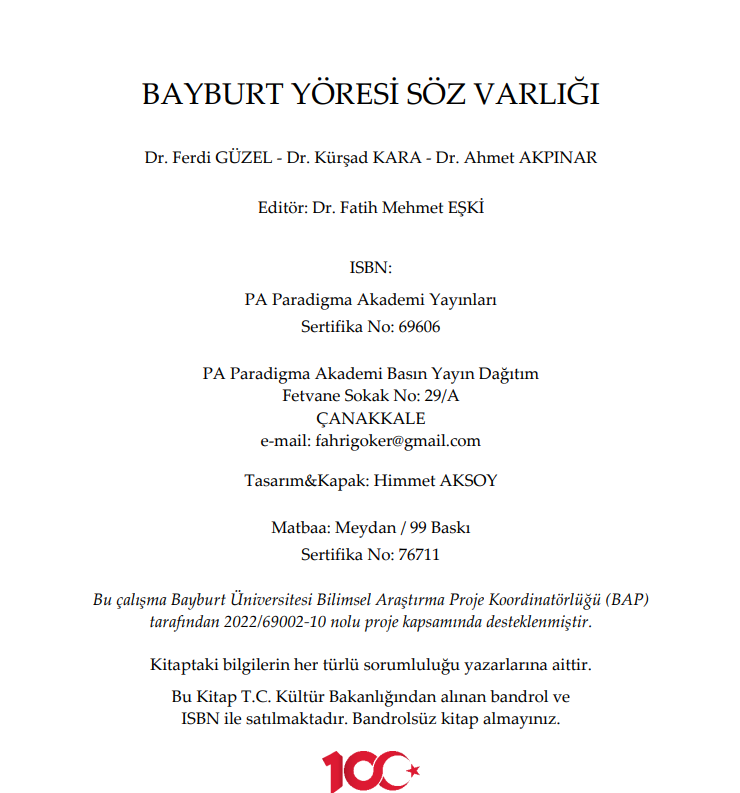 BAYBURT YÖRESİ SÖZ VARLIĞI
Dr. Ferdi GÜZEL - Dr. Kürşad KARA - Dr. Ahmet AKPINAR
Editör: Dr. Fatih Mehmet EŞKİ
ISBN:
PA Paradigma Akademi Yayınları
Sertifika No: 69606
PA Paradigma Akademi Basın Yayın Dağıtım
Fetvane Sokak No: 29/A
ÇANAKKALE
e-mail: fahrigoker@gmail.com
Tasarım&Kapak: Himmet AKSOY
Matbaa: Meydan / 99 Baskı
Sertifika No: 76711
Bu çalışma Bayburt Üniversitesi Bilimsel Araştırma Proje Koordinatörlüğü (BAP)
tarafından 2022/69002-10 nolu proje kapsamında desteklenmiştir.
Kitaptaki bilgilerin her türlü sorumluluğu yazarlarına aittir.
Bu Kitap T.C. Kültür Bakanlığından alınan bandrol ve
ISBN ile satılmaktadır. Bandrolsüz kitap almayınız.
100